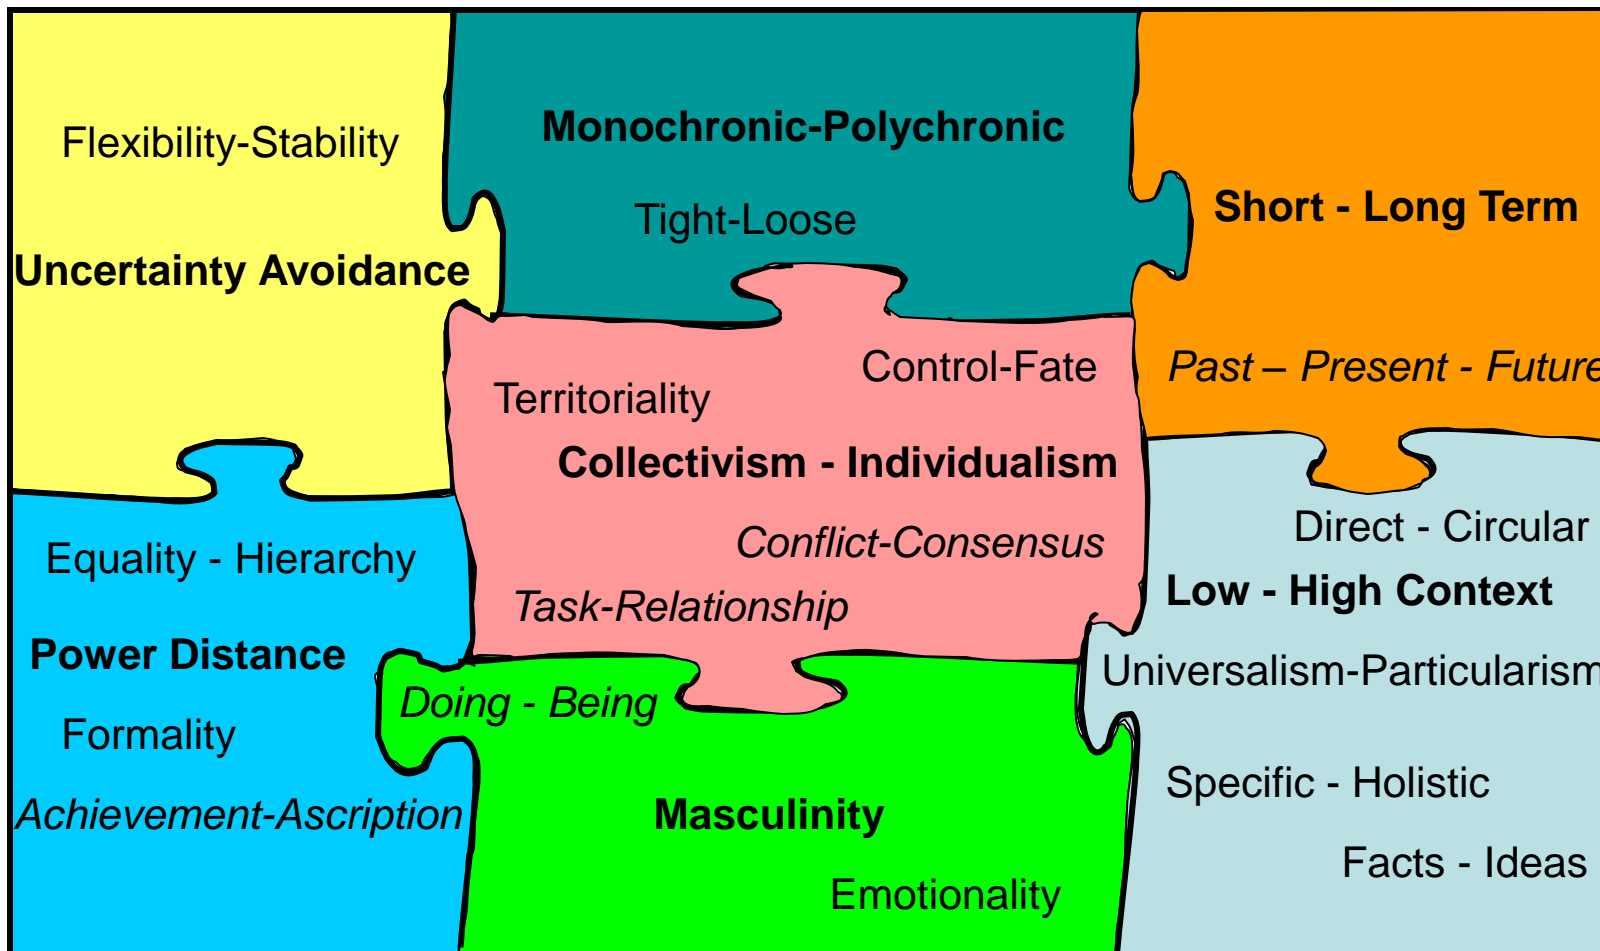 Flexibility-Stability
Uncertainty Avoidance
Monochronic-Polychronic
Tight-Loose
Short - Long Term
Past – Present - Future
Control-Fate
Territoriality
Collectivism - Individualism
Conflict-Consensus
Task-Relationship
Equality - Hierarchy
Power Distance
Formality
Achievement-Ascription
Doing - Being
Masculinity
Emotionality
Direct - Circular
Low - High Context
Universalism-Particularism
Specific - Holistic
Facts - Ideas